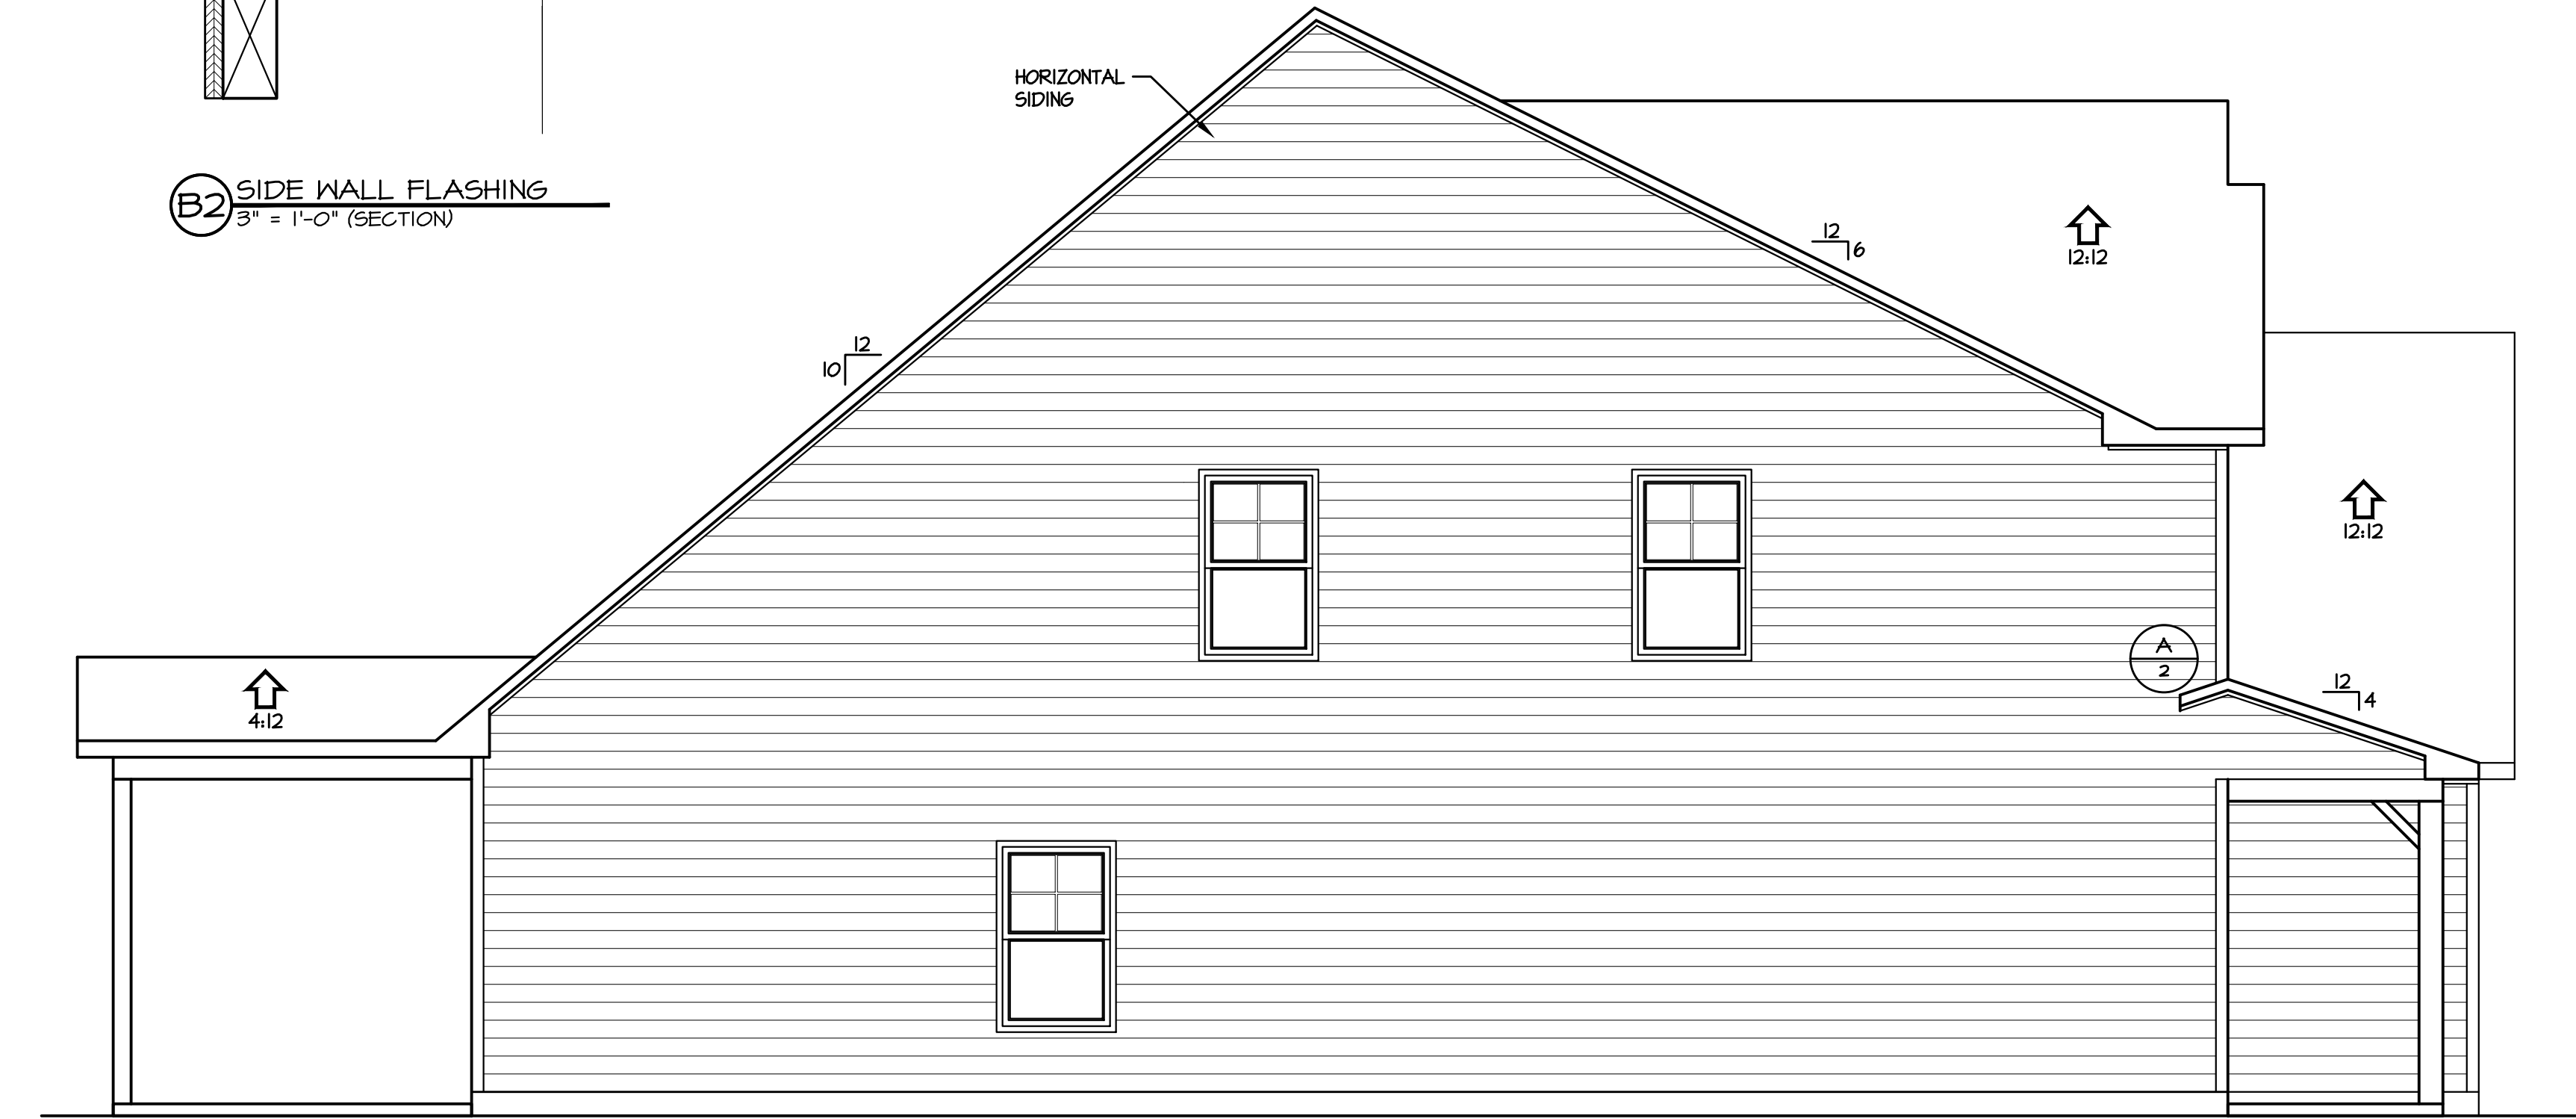 HORIZONTAL
SIDING
B2
SIDE WALL FLASHING
3" = 1'-0" (SECTION)
12
6
12:12
12
10
12:12
A
2
12
4
4:12